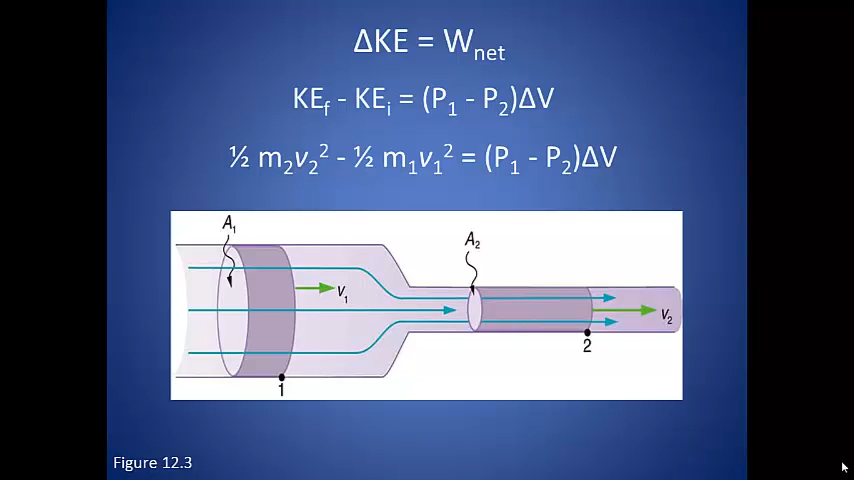 ΔKE = Wₙₑₜ
KE_f - KEᵢ = (P₁ - P₂)ΔV
½ m₂v₂² - ½ m₁v₁² = (P₁ - P₂)ΔV
A₁
A₂
v₁
v₂
2
1
Figure 12.3